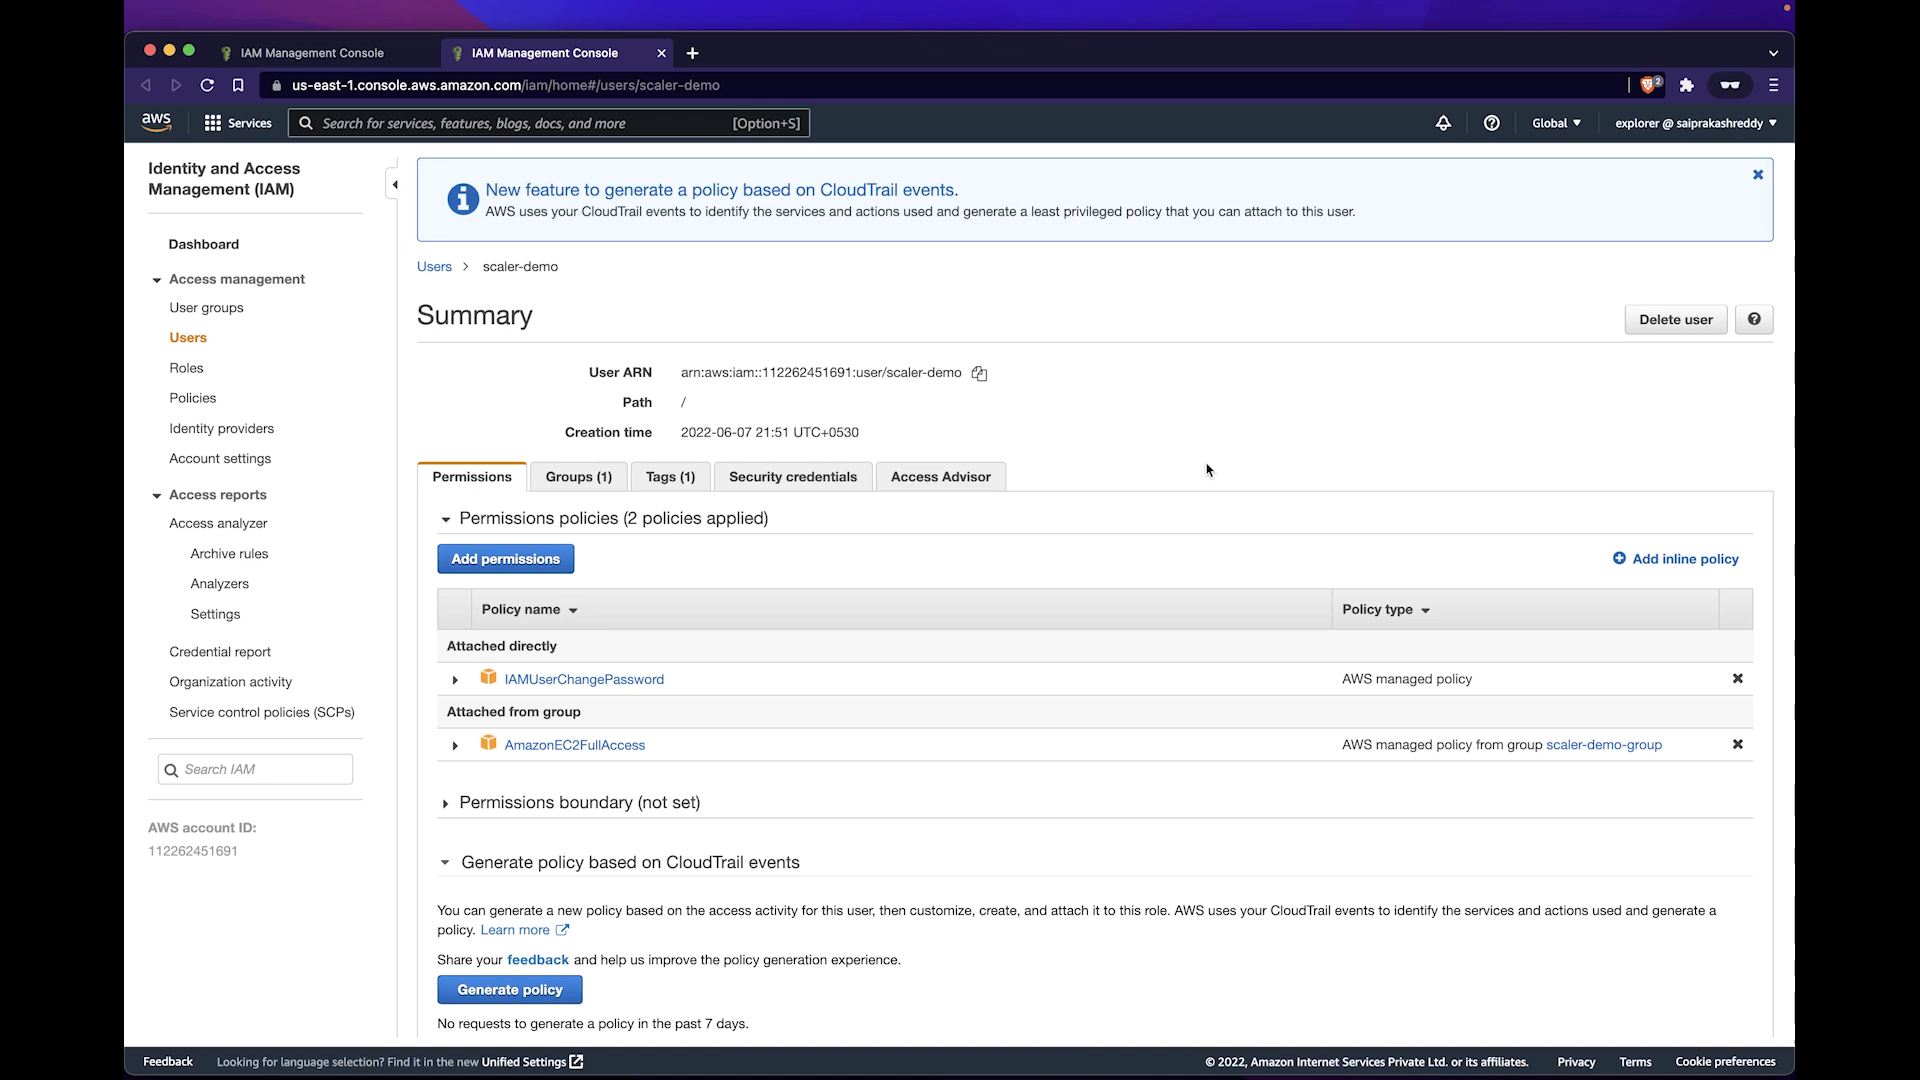 IAM Management Console
IAM Management Console
us-east-1.console.aws.amazon.com/iam/home#/users/scaler-demo
2
aws
Services
Search for services, features, blogs, docs, and more [Option+S]
Global
explorer @ saiprakashreddy
Identity and Access
Management (IAM)
Dashboard
Access management
User groups
Users
Roles
Policies
Identity providers
Account settings
Access reports
Access analyzer
Archive rules
Analyzers
Settings
Credential report
Organization activity
Service control policies (SCPs)
Search IAM
AWS account ID:
112262451691
New feature to generate a policy based on CloudTrail events.
AWS uses your CloudTrail events to identify the services and actions used and generate a least privileged policy that you can attach to this user.
Users > scaler-demo
Summary
Delete user
User ARN arn:aws:iam::112262451691:user/scaler-demo
Path /
Creation time 2022-06-07 21:51 UTC+0530
Permissions Groups (1) Tags (1) Security credentials Access Advisor
Permissions policies (2 policies applied)
Add permissions
Add inline policy
Policy name Policy type
Attached directly
IAMUserChangePassword AWS managed policy
Attached from group
AmazonEC2FullAccess AWS managed policy from group scaler-demo-group
Permissions boundary (not set)
Generate policy based on CloudTrail events
You can generate a new policy based on the access activity for this user, then customize, create, and attach it to this role. AWS uses your CloudTrail events to identify the services and actions used and generate a
policy. Learn more
Share your feedback and help us improve the policy generation experience.
Generate policy
No requests to generate a policy in the past 7 days.
Feedback Looking for language selection? Find it in the new Unified Settings
© 2022, Amazon Internet Services Private Ltd. or its affiliates. Privacy Terms Cookie preferences